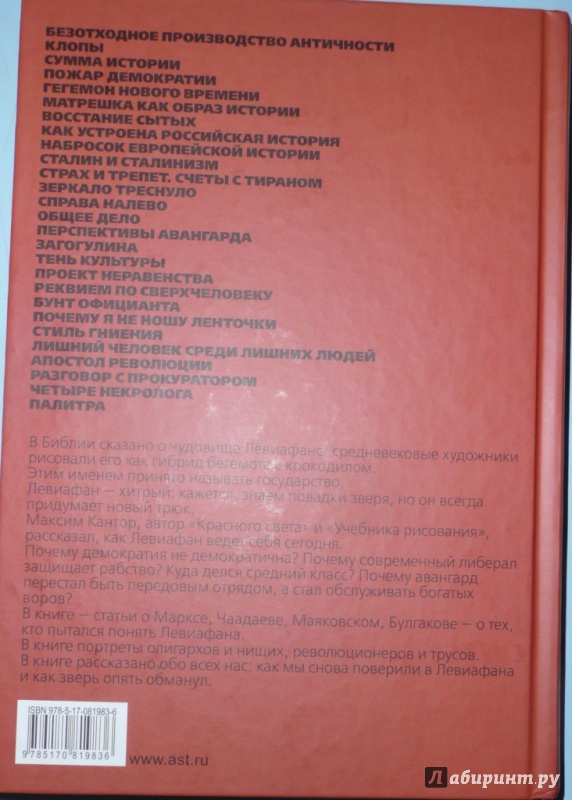 БЕЗОТХОДНОЕ ПРОИЗВОДСТВО АНТИЧНОСТИ
КЛОПЫ
СУММА ИСТОРИИ
ПОЖАР ДЕМОКРАТИИ
ГЕГЕМОН НОВОГО ВРЕМЕНИ
МАТРЕШКА КАК ОБРАЗ ИСТОРИИ
ВОССТАНИЕ СЫТЫХ
КАК УСТРОЕНА РОССИЙСКАЯ ИСТОРИЯ
НАБРОСОК ЕВРОПЕЙСКОЙ ИСТОРИИ
СТАЛИН И СТАЛИНИЗМ
СТРАХ И ТРЕПЕТ. СЧЕТЫ С ТИРАНОМ
ЗЕРКАЛО ТРЕСНУЛО
СПРАВА НАЛЕВО
ОБЩЕЕ ДЕЛО
ПЕРСПЕКТИВЫ АВАНГАРДА
ЗАГОГУЛИНА
ТЕНЬ КУЛЬТУРЫ
ПРОЕКТ НЕРАВЕНСТВА
РЕКВИЕМ ПО СВЕРХЧЕЛОВЕКУ
БУНТ ОФИЦИАНТА
ПОЧЕМУ Я НЕ НОШУ ЛЕНТОЧКИ
СТИЛЬ ГНИЕНИЯ
ЛИШНИЙ ЧЕЛОВЕК СРЕДИ ЛИШНИХ ЛЮДЕЙ
АПОСТОЛ РЕВОЛЮЦИИ
РАЗГОВОР С ПРОКУРАТОРОМ
ЧЕТЫРЕ НЕКРОЛОГА
ПАЛИТРА
В Библии сказано о чудовище Левиафане, средневековые художники
рисовали его как гибрид бегемота с крокодилом.
Этим именем принято называть государство.
Левиафан – хитрый: кажется, знаем повадки зверя, но он всегда
придумает новый трюк.
Максим Кантор, автор «Красного света» и «Учебника рисования»,
рассказал, как Левиафан ведет себя сегодня.
Почему демократия не демократична? Почему современный либерал
защищает рабство? Куда делся средний класс? Почему авангард
перестал быть передовым отрядом, а стал обслуживать богатых
воров?
В книге – статьи о Марксе, Чаадаеве, Маяковском, Булгакове – о тех,
кто пытался понять Левиафана.
В книге портреты олигархов и нищих, революционеров и трусов.
В книге рассказано обо всех нас: как мы снова поверили в Левиафана
и как зверь опять обманул.
ISBN 978-5-17-081983-6
9 785170 819836
www.ast.ru
Лабиринт.ру